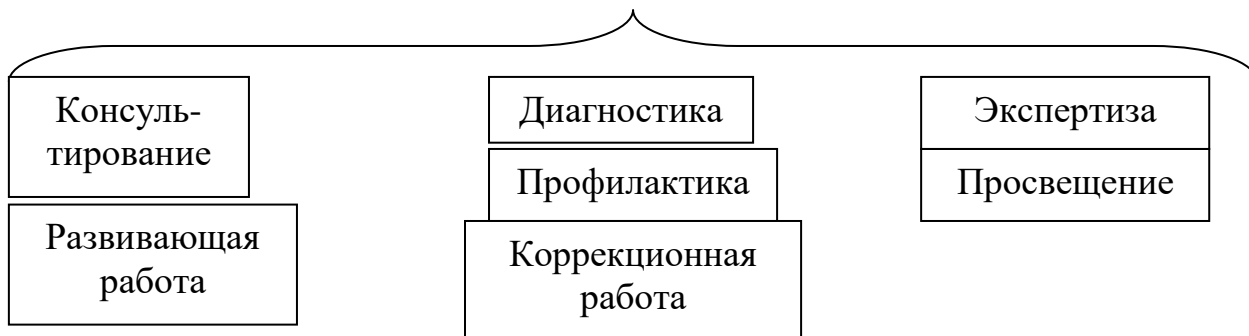 Консуль-
тирование
Развивающая
работа
Диагностика
Профилактика
Коррекционная
работа
Экспертиза
Просвещение